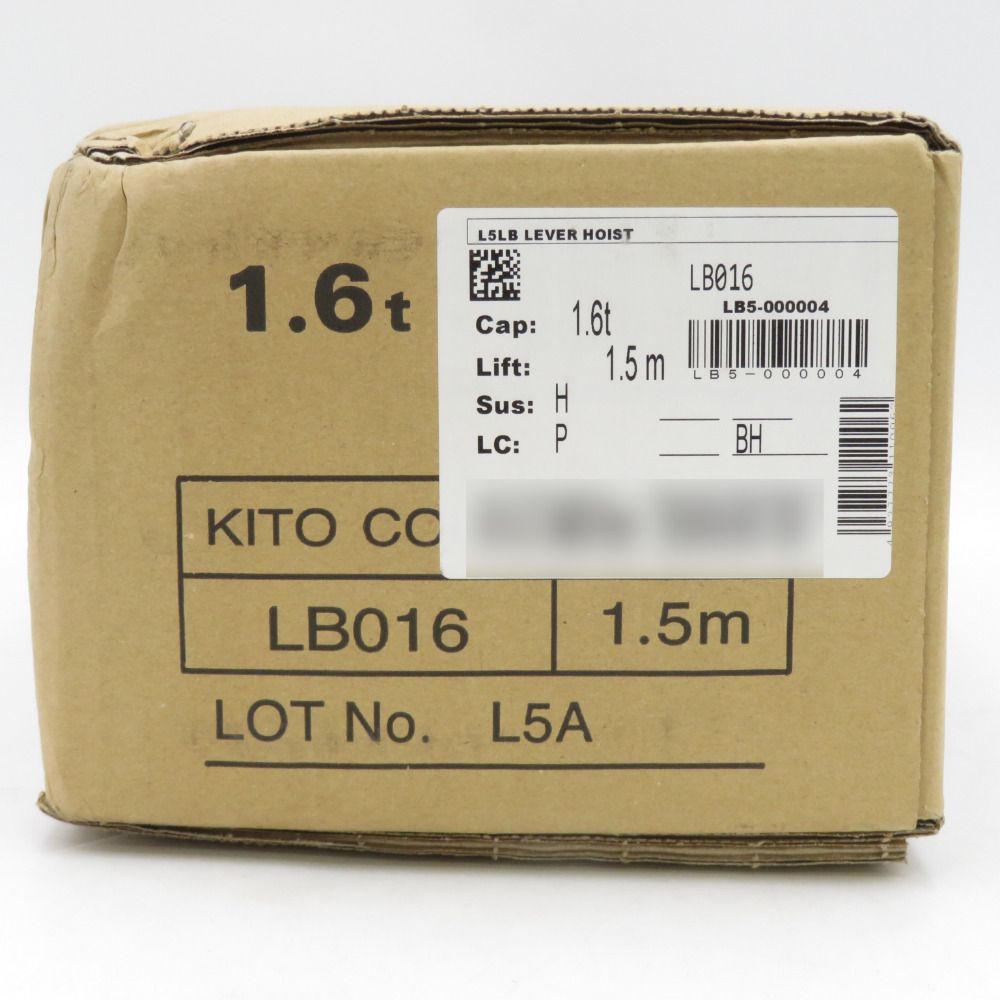 1.6t
L5LB LEVER HOIST
LB016
LB5-000004
Cap: 1.6t
LB5-000004
Lift: 1.5 m
Sus: H
LC: P BH
KITO CO
LB016 1.5m
LOT No. L5A